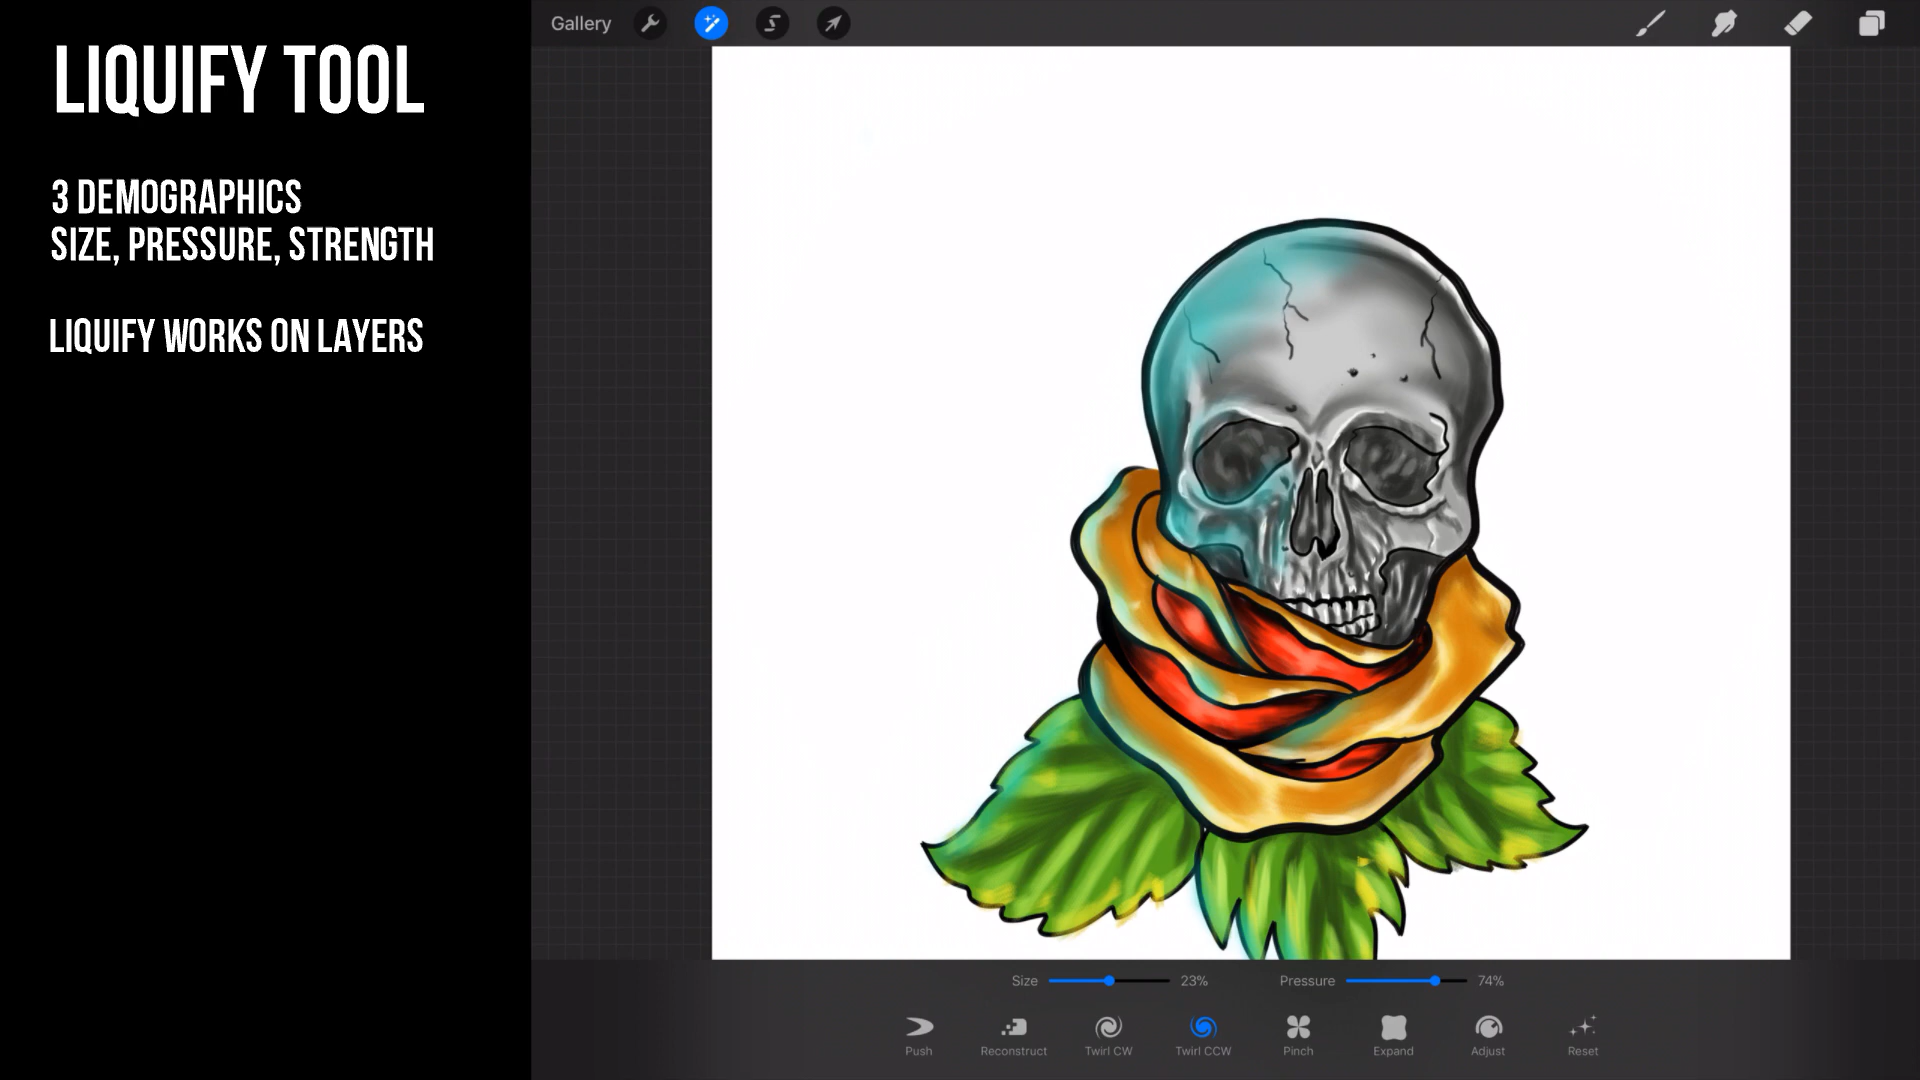 LIQUIFY TOOL
3 DEMOGRAPHICS
SIZE, PRESSURE, STRENGTH
LIQUIFY WORKS ON LAYERS
Gallery
Size 23% Pressure 74%
Push Reconstruct Twirl CW Twirl CCW Pinch Expand Adjust Reset